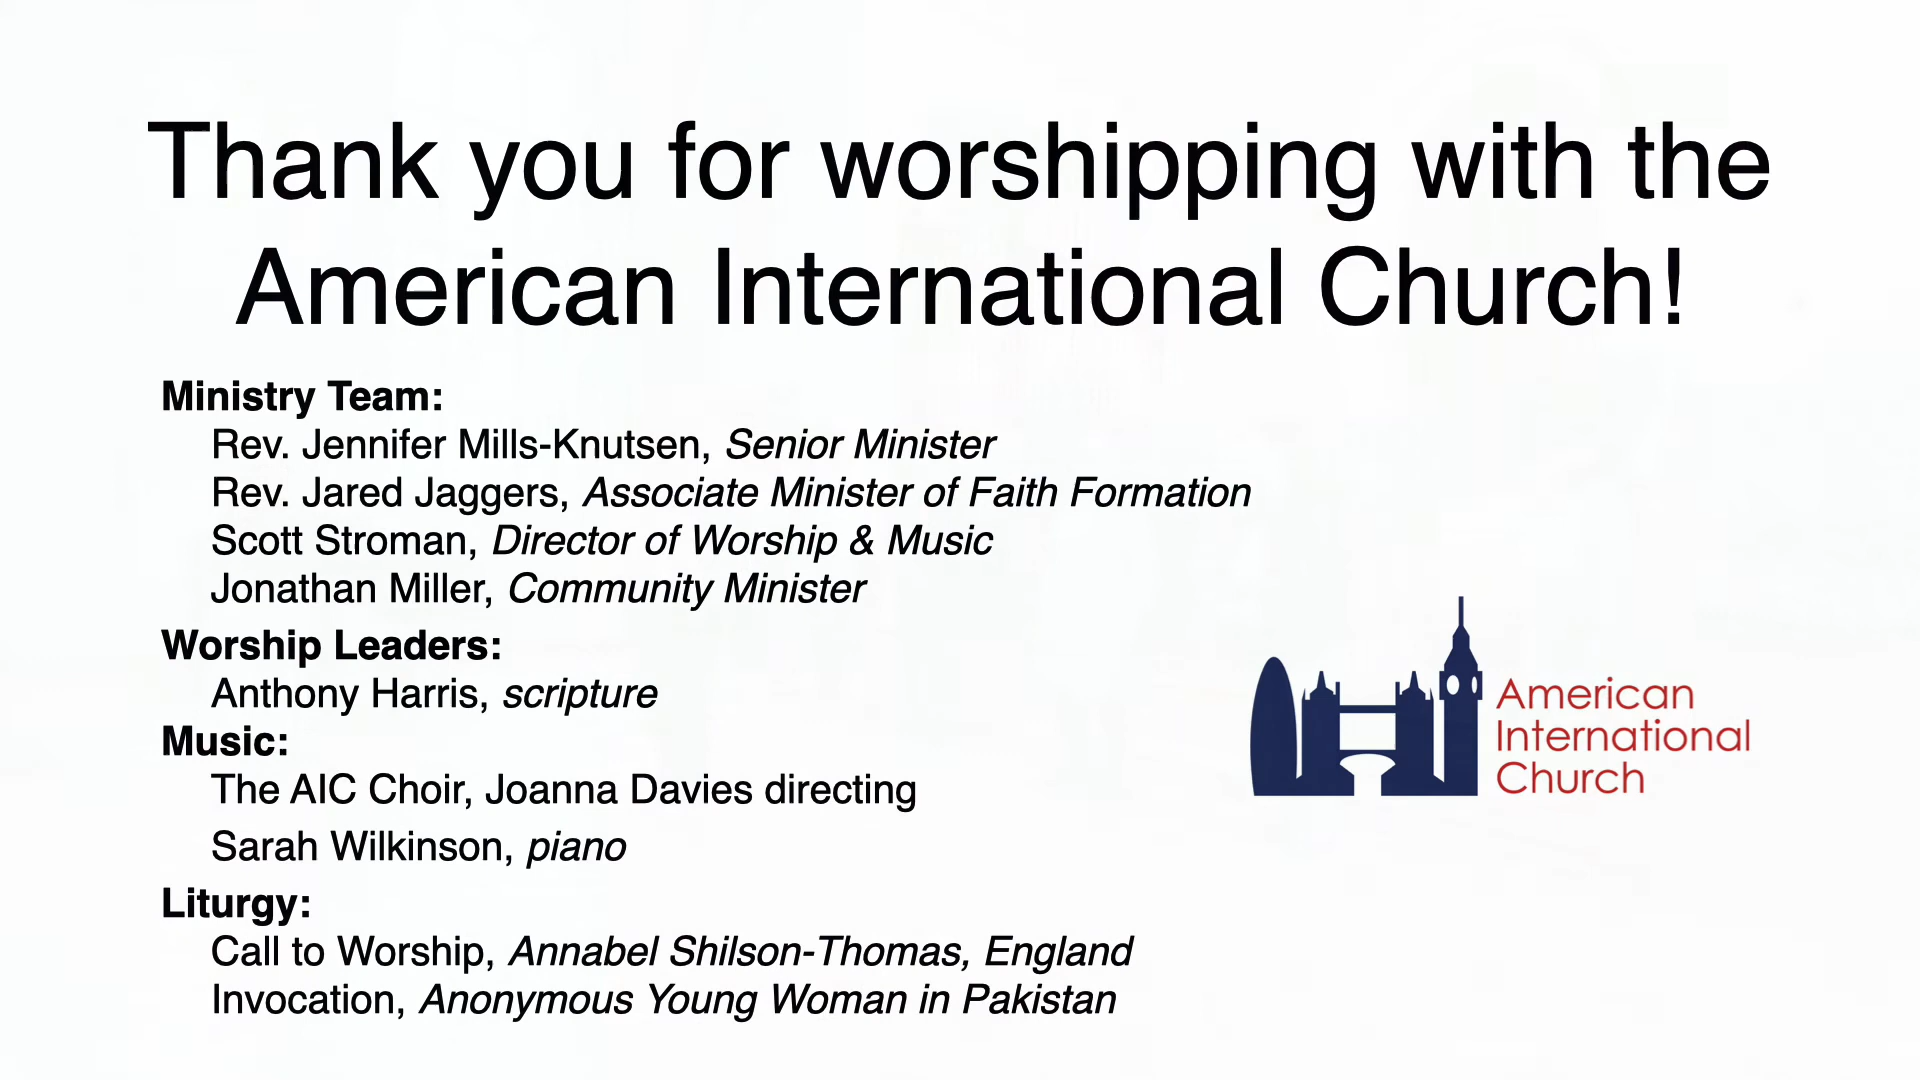 Thank you for worshipping with the
American International Church!
Ministry Team:
Rev. Jennifer Mills-Knutsen, Senior Minister
Rev. Jared Jaggers, Associate Minister of Faith Formation
Scott Stroman, Director of Worship & Music
Jonathan Miller, Community Minister
Worship Leaders:
Anthony Harris, scripture
Music:
The AIC Choir, Joanna Davies directing
Sarah Wilkinson, piano
Liturgy:
Call to Worship, Annabel Shilson-Thomas, England
Invocation, Anonymous Young Woman in Pakistan
American
International
Church